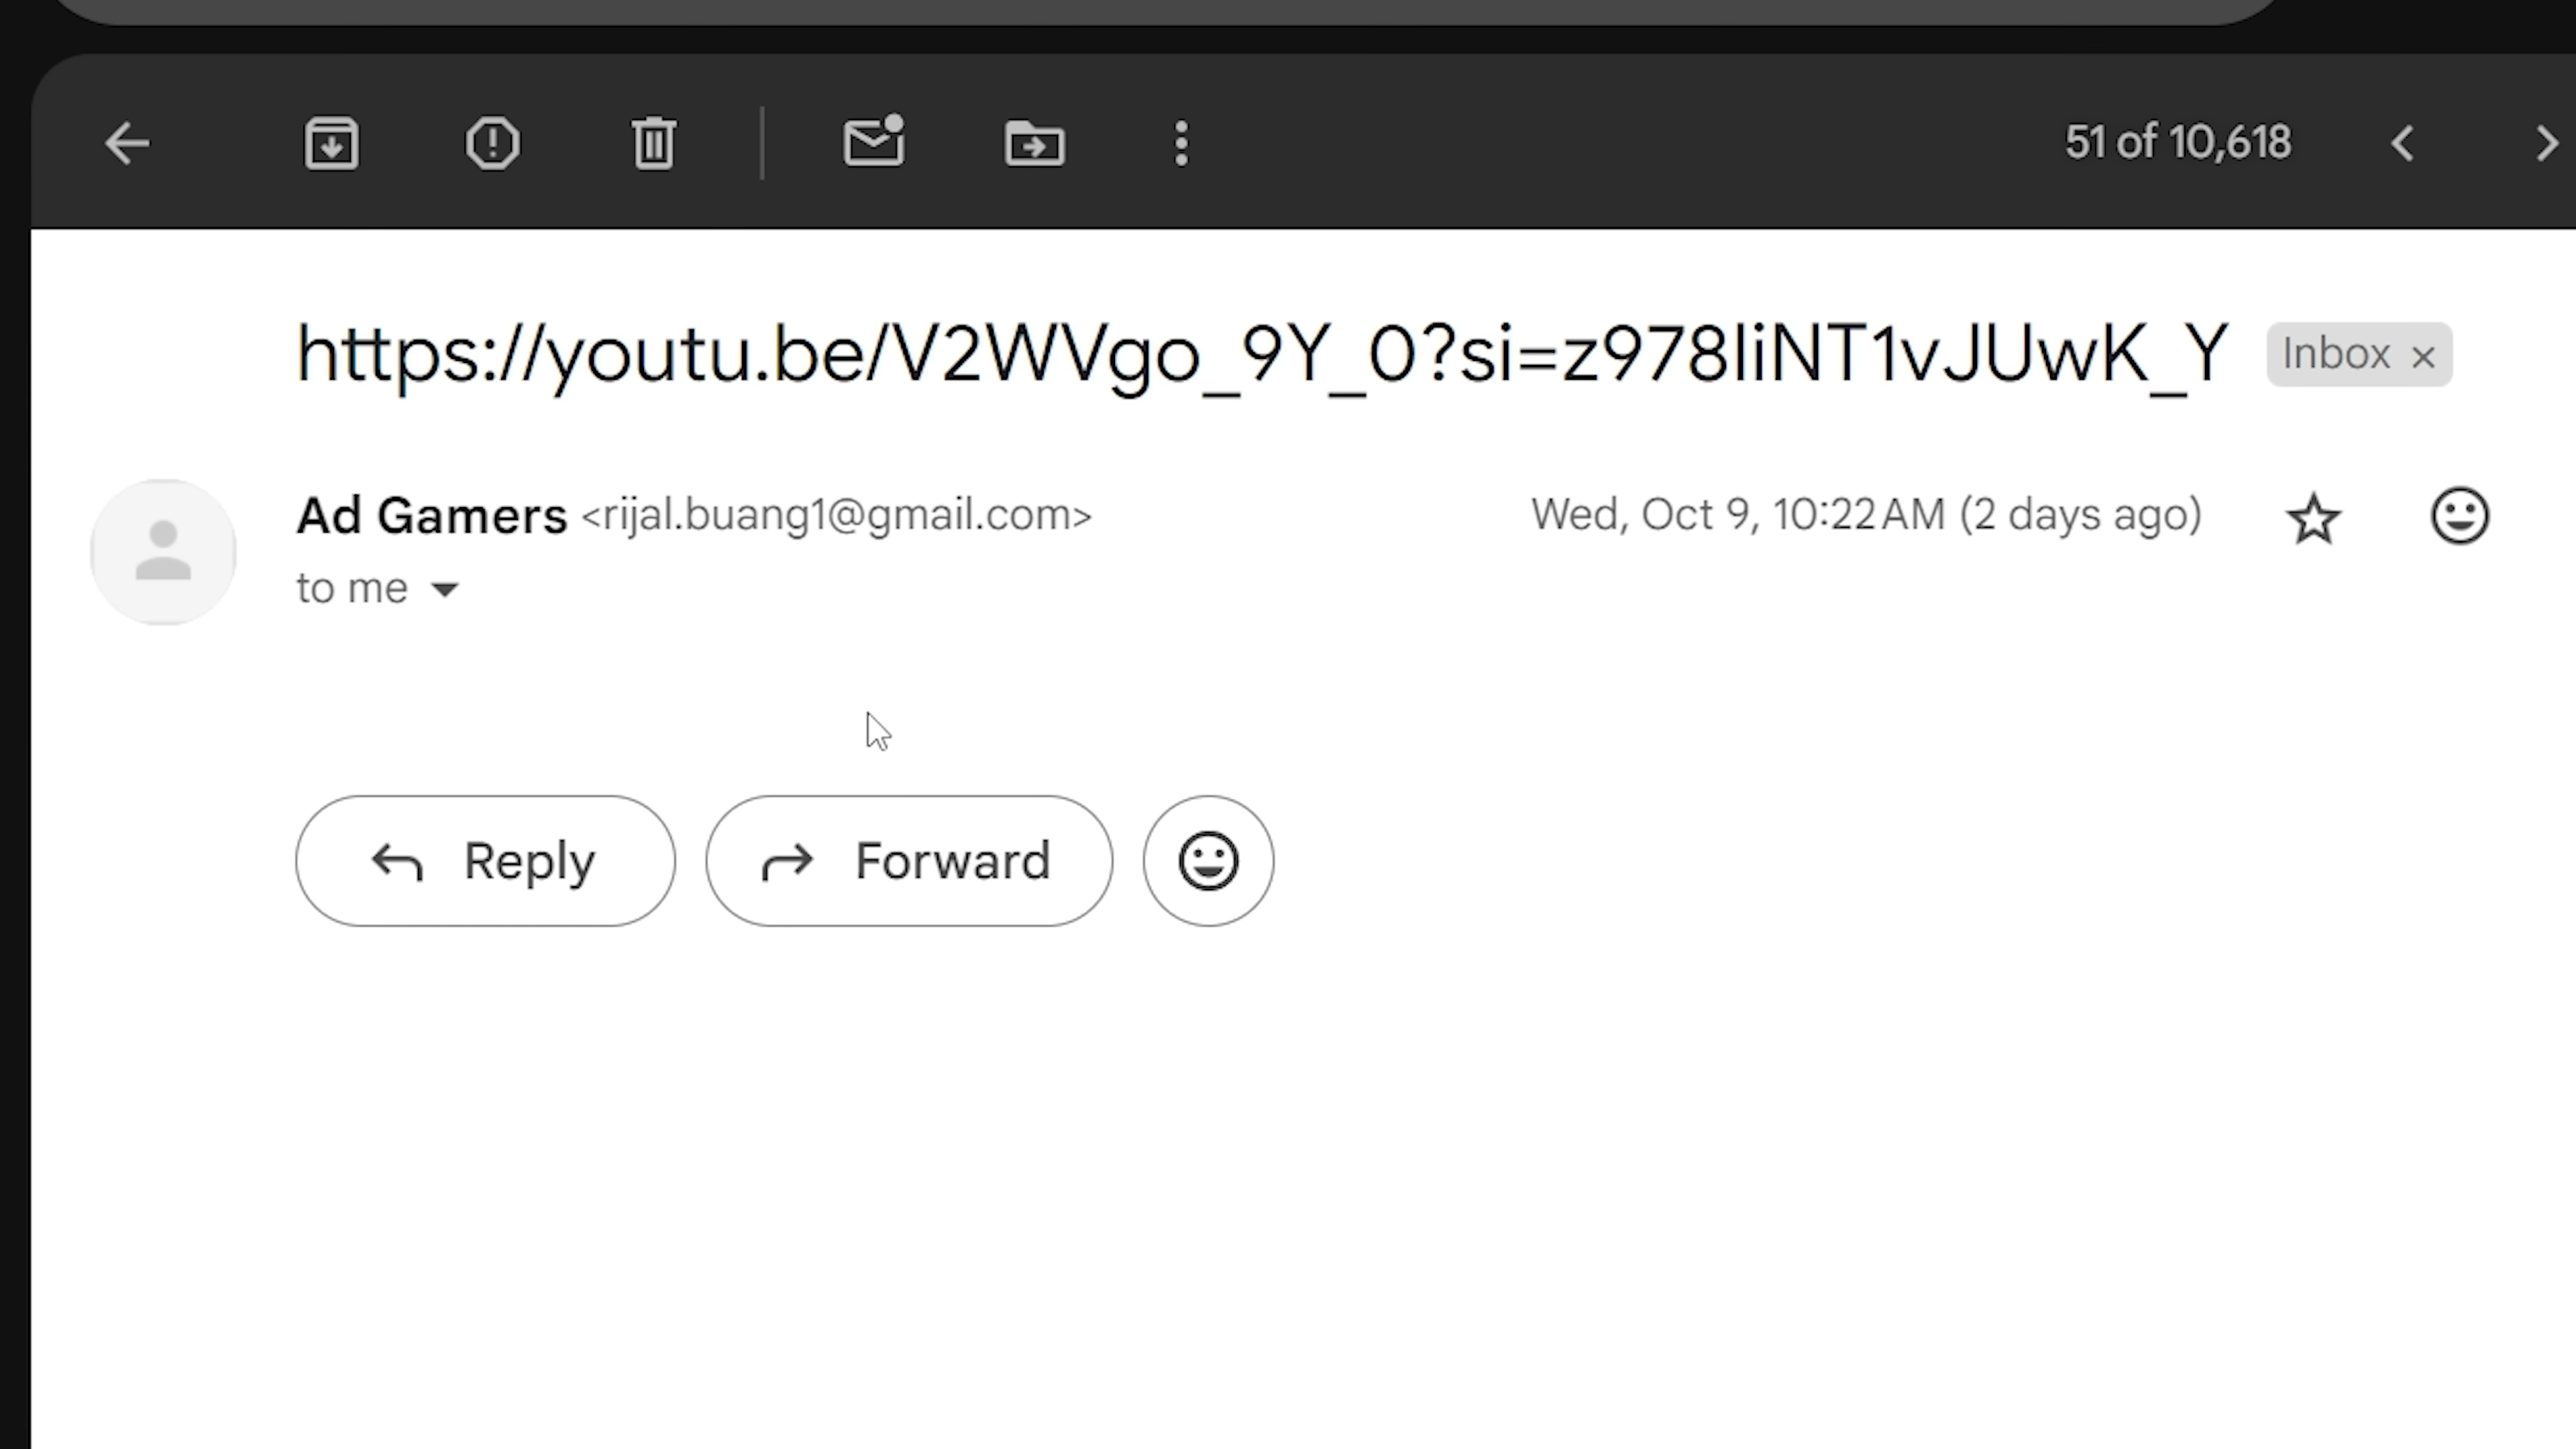 51 of 10,618
https://youtu.be/V2WVgo_9Y_0?si=z978liNT1vJUwK_Y Inbox ×
Ad Gamers <rijal.buang1@gmail.com> Wed, Oct 9, 10:22 AM (2 days ago)
to me
Reply Forward